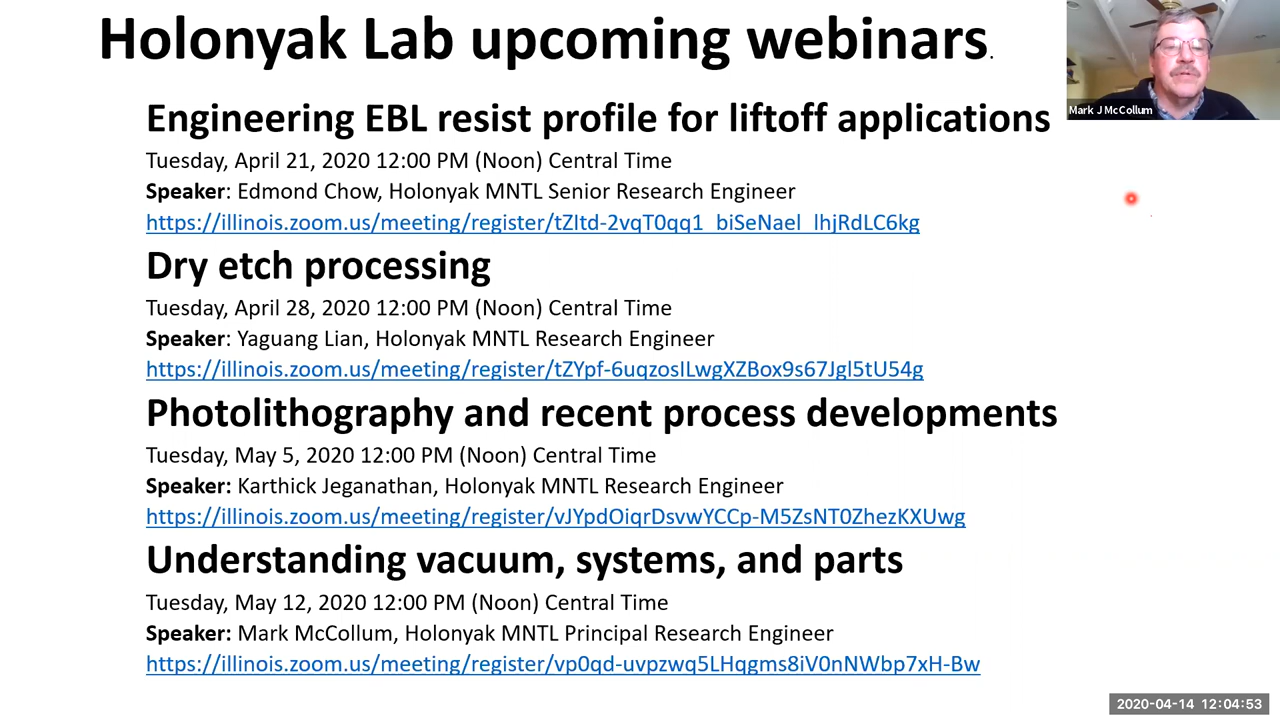 Holonyak Lab upcoming webinars.
Mark J McCollum
Engineering EBL resist profile for liftoff applications
Tuesday, April 21, 2020 12:00 PM (Noon) Central Time
Speaker: Edmond Chow, Holonyak MNTL Senior Research Engineer
https://illinois.zoom.us/meeting/register/tZItd-2vqT0qq1_biSeNael_lhjRdLC6kg
Dry etch processing
Tuesday, April 28, 2020 12:00 PM (Noon) Central Time
Speaker: Yaguang Lian, Holonyak MNTL Research Engineer
https://illinois.zoom.us/meeting/register/tZYpf-6uqzosILwgXZBox9s67Jgl5tU54g
Photolithography and recent process developments
Tuesday, May 5, 2020 12:00 PM (Noon) Central Time
Speaker: Karthick Jeganathan, Holonyak MNTL Research Engineer
https://illinois.zoom.us/meeting/register/vJYpdOiqrDsvwYCCp-M5ZsNT0ZhezKXUwg
Understanding vacuum, systems, and parts
Tuesday, May 12, 2020 12:00 PM (Noon) Central Time
Speaker: Mark McCollum, Holonyak MNTL Principal Research Engineer
https://illinois.zoom.us/meeting/register/vp0qd-uvpzwq5LHqgms8iV0nNWbp7xH-Bw
2020-04-14 12:04:53